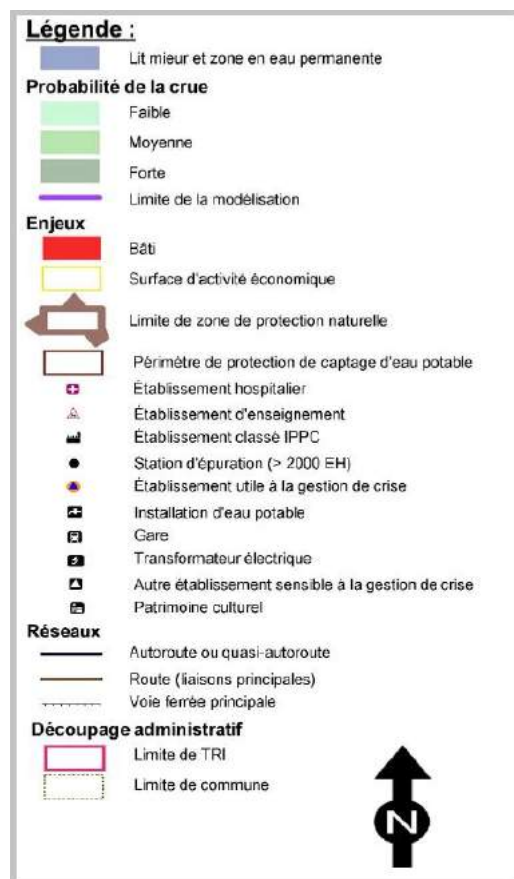 Légende :
Lit mieur et zone en eau permanente
Probabilité de la crue
Faible
Moyenne
Forte
Limite de la modélisation
Enjeux
Bâti
Surface d'activité économique
Limite de zone de protection naturelle
Périmètre de protection de captage d'eau potable
Établissement hospitalier
Établissement d'enseignement
Établissement classé IPPC
Station d'épuration (> 2000 EH)
Établissement utile à la gestion de crise
Installation d'eau potable
Gare
Transformateur électrique
Autre établissement sensible à la gestion de crise
Patrimoine culturel
Réseaux
Autoroute ou quasi-autoroute
Route (liaisons principales)
Voie ferrée principale
Découpage administratif
Limite de TRI
Limite de commune
N